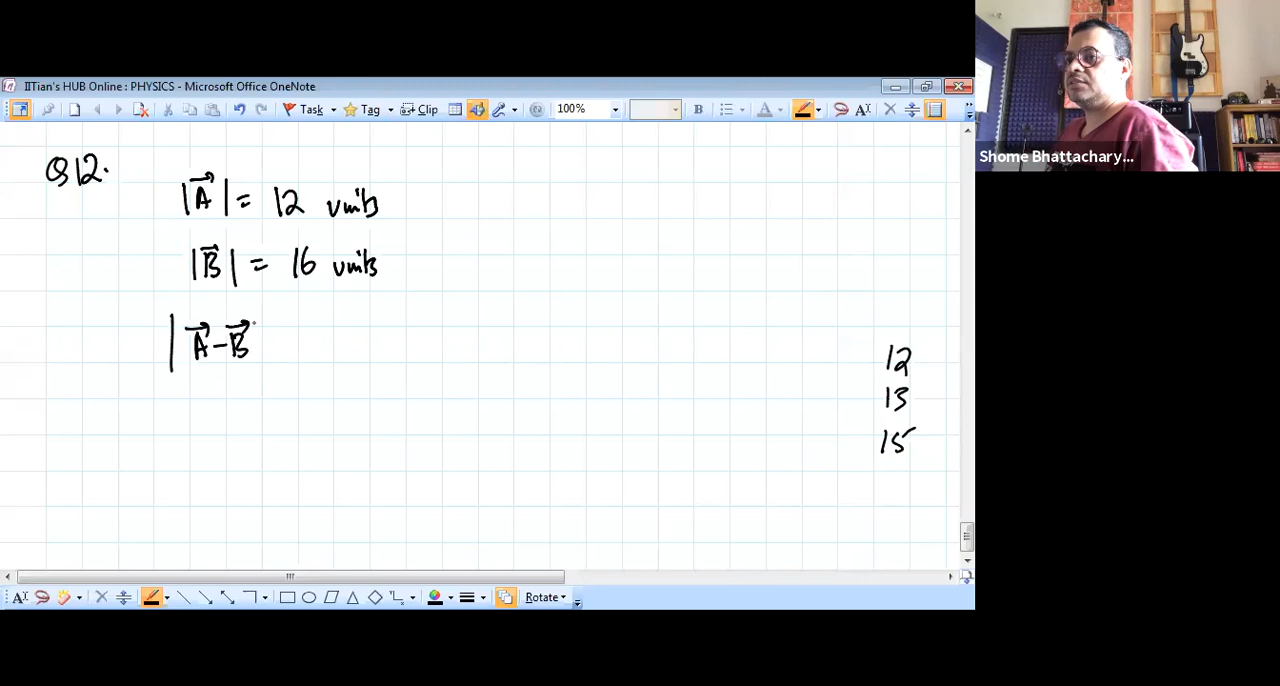 IITian's HUB Online : PHYSICS - Microsoft Office OneNote
Task Tag Clip 100% B A
Shome Bhattachary...
Q12.
|A⃗| = 12 units
|B⃗| = 16 units
|A⃗-B⃗
12
13
15
Rotate